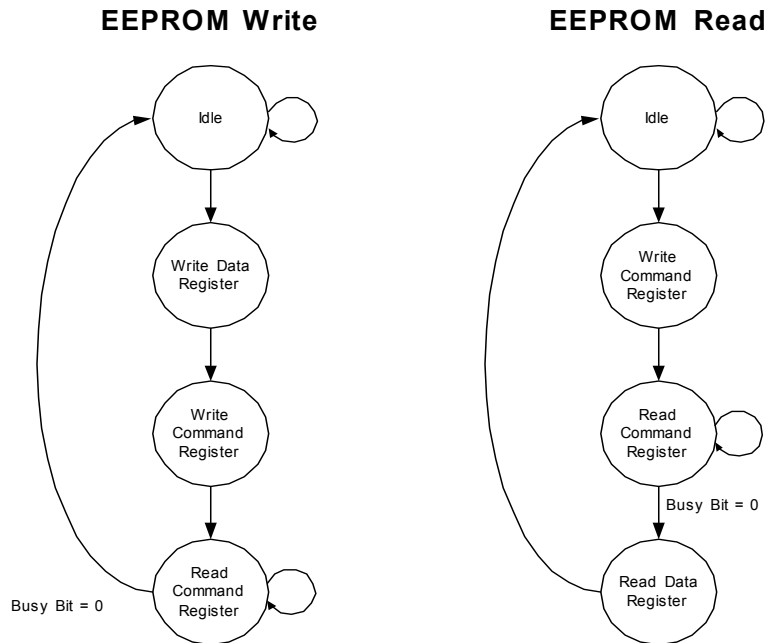 EEPROM Write
Idle
Write Data
Register
Write
Command
Register
Read
Command
Register
Busy Bit = 0
EEPROM Read
Idle
Write
Command
Register
Read
Command
Register
Busy Bit = 0
Read Data
Register